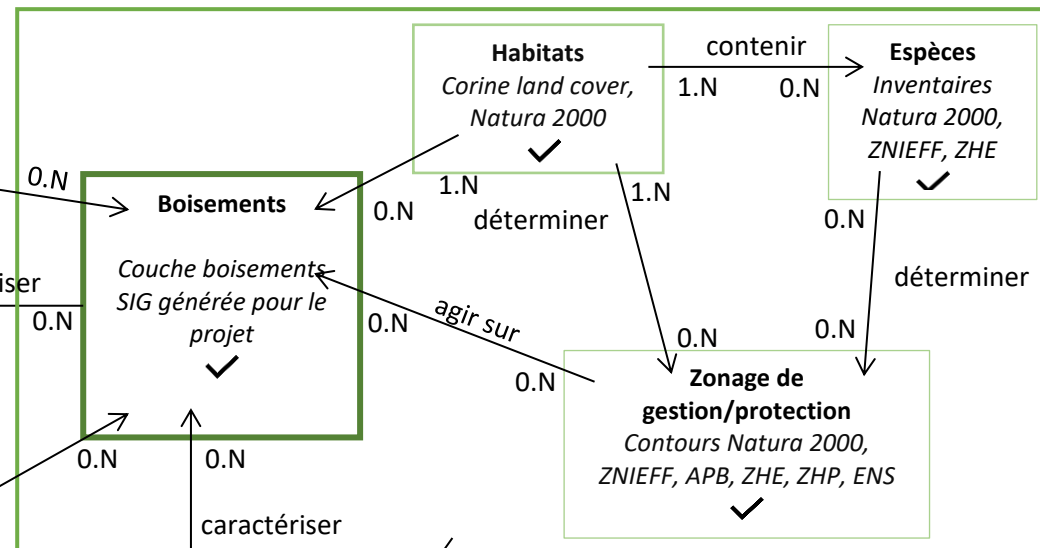 Habitats
Corine land cover,
Natura 2000
contenir
1.N
0.N
Espèces
Inventaires
Natura 2000,
ZNIEFF, ZHE
0.N
Boisements
Couche boisements
SIG générée pour le
projet
1.N
0.N
déterminer
1.N
0.N
déterminer
iser
0.N
agir sur
0.N
0.N
0.N
0.N
Zonage de
gestion/protection
Contours Natura 2000,
ZNIEFF, APB, ZHE, ZHP, ENS
0.N
0.N
caractériser